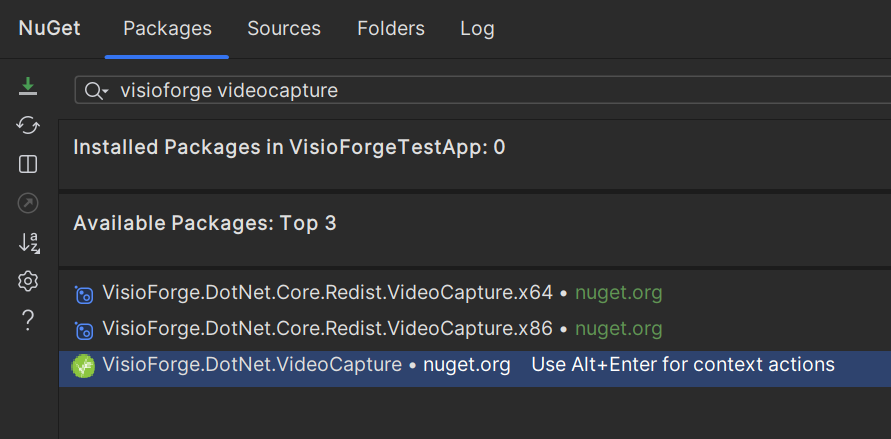 NuGet Packages Sources Folders Log
visioforge videocapture
Installed Packages in VisioForgeTestApp: 0
Available Packages: Top 3
VisioForge.DotNet.Core.Redist.VideoCapture.x64 • nuget.org
VisioForge.DotNet.Core.Redist.VideoCapture.x86 • nuget.org
VisioForge.DotNet.VideoCapture • nuget.org Use Alt+Enter for context actions